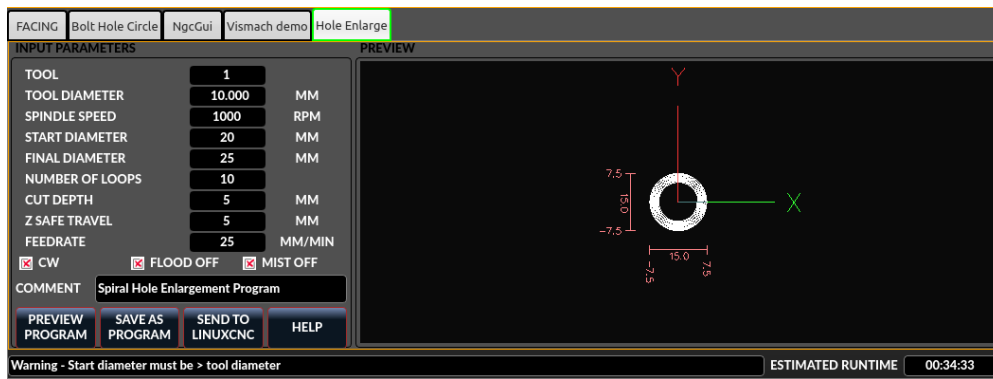 FACING Bolt Hole Circle NgcGui Vismach demo Hole Enlarge
INPUT PARAMETERS
TOOL 1
TOOL DIAMETER 10.000 MM
SPINDLE SPEED 1000 RPM
START DIAMETER 20 MM
FINAL DIAMETER 25 MM
NUMBER OF LOOPS 10
CUT DEPTH 5 MM
Z SAFE TRAVEL 5 MM
FEEDRATE 25 MM/MIN
CW FLOOD OFF MIST OFF
COMMENT Spiral Hole Enlargement Program
PREVIEW PROGRAM
SAVE AS PROGRAM
SEND TO LINUXCNC
HELP
PREVIEW
Y
7.5
15.0
-7.5
X
15.0
-7.5
7.5
Warning - Start diameter must be > tool diameter
ESTIMATED RUNTIME 00:34:33